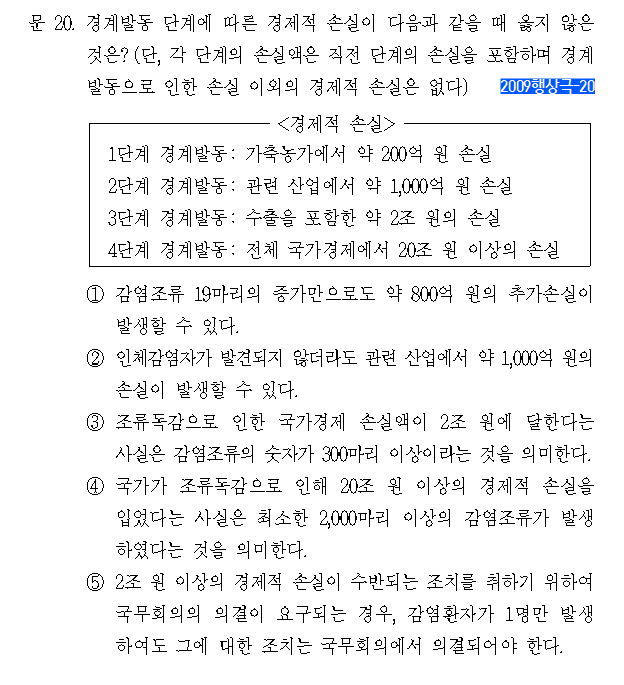 문 20. 경계발동 단계에 따른 경제적 손실이 다음과 같을 때 옳지 않은
것은? (단, 각 단계의 손실액은 직전 단계의 손실을 포함하며 경계
발동으로 인한 손실 이외의 경제적 손실은 없다) 2009행상극-20
<경제적 손실>
1단계 경계발동: 가축농가에서 약 200억 원 손실
2단계 경계발동: 관련 산업에서 약 1,000억 원 손실
3단계 경계발동: 수출을 포함한 약 2조 원의 손실
4단계 경계발동: 전체 국가경제에서 20조 원 이상의 손실
① 감염조류 19마리의 증가만으로도 약 800억 원의 추가손실이
발생할 수 있다.
② 인체감염자가 발견되지 않더라도 관련 산업에서 약 1,000억 원의
손실이 발생할 수 있다.
③ 조류독감으로 인한 국가경제 손실액이 2조 원에 달한다는
사실은 감염조류의 숫자가 300마리 이상이라는 것을 의미한다.
④ 국가가 조류독감으로 인해 20조 원 이상의 경제적 손실을
입었다는 사실은 최소한 2,000마리 이상의 감염조류가 발생
하였다는 것을 의미한다.
⑤ 2조 원 이상의 경제적 손실이 수반되는 조치를 취하기 위하여
국무회의의 의결이 요구되는 경우, 감염환자가 1명만 발생
하여도 그에 대한 조치는 국무회의에서 의결되어야 한다.